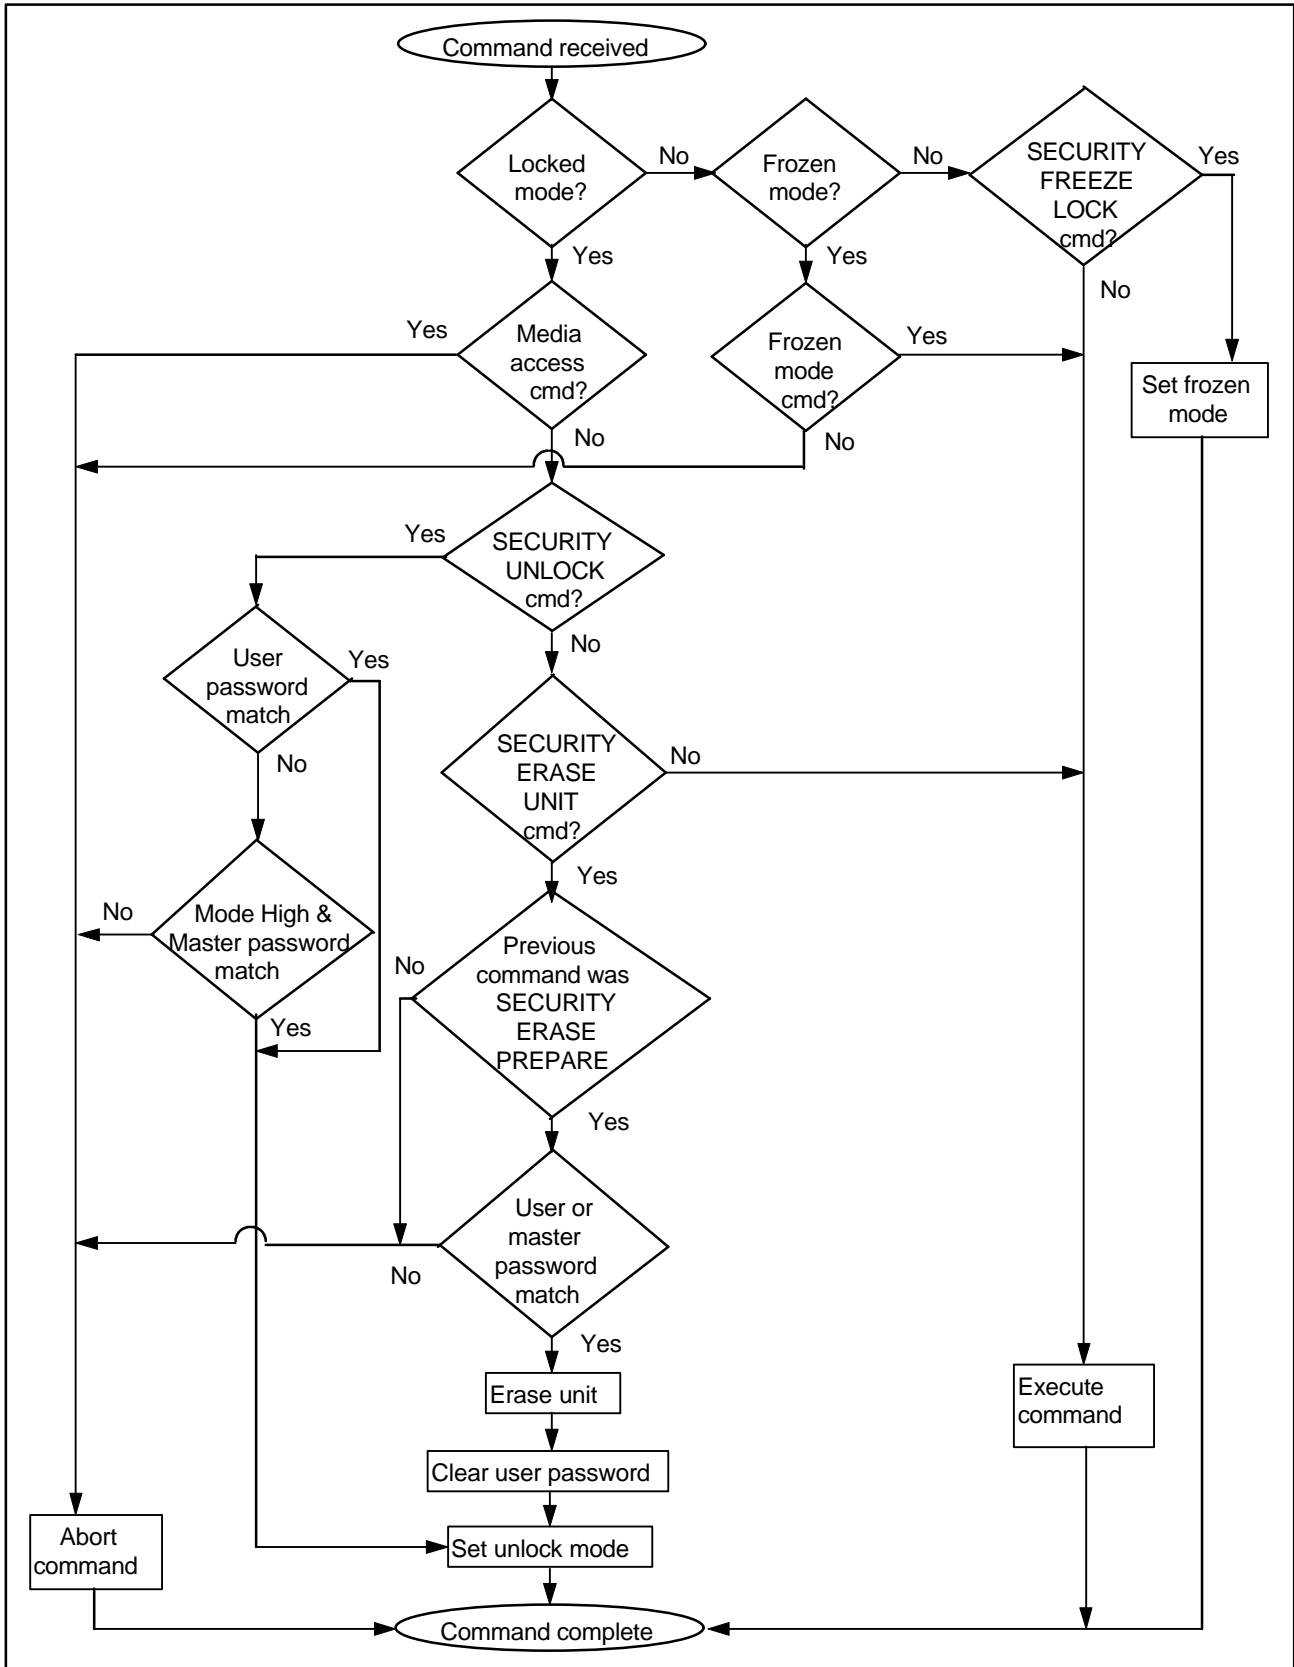 Command received
Locked
mode?
No
Frozen
mode?
No
SECURITY
FREEZE
LOCK
cmd?
Yes
Yes
Yes
No
Yes
Media
access
cmd?
Frozen
mode
cmd?
Yes
Set frozen
mode
No
No
Yes
SECURITY
UNLOCK
cmd?
No
User
password
match
Yes
No
SECURITY
ERASE
UNIT
cmd?
No
Yes
No
Mode High &
Master password
match
Yes
No
Previous
command was
SECURITY
ERASE
PREPARE
Yes
User or
master
password
match
No
Yes
Erase unit
Execute
command
Clear user password
Abort
command
Set unlock mode
Command complete